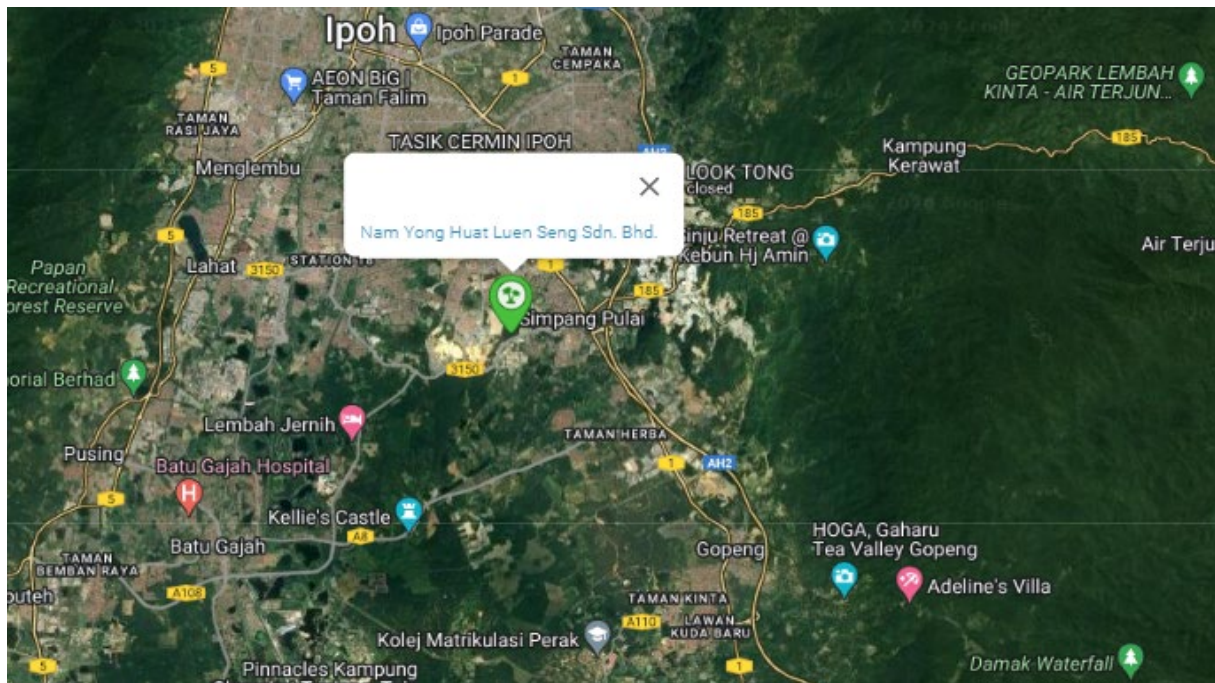 Ipoh
Ipoh Parade
5
1
TAMAN
CEMPAKA
AEON BiG |
Taman Falim
GEOPARK LEMBAH
KINTA - AIR TERJUN...
TAMAN
RASI JAYA
185
TASIK CERMIN IPOH
Kampung
Kerawat
AH2
Menglembu
LOOK TONG
closed
185
Nam Yong Huat Luen Seng Sdn. Bhd.
5
inju Retreat @
Kebun Hj Amin
Air Terju
Lahat
3150
STATION 18
1
Papan
Recreational
orest Reserve
185
Simpang Pulai
3150
orial Berhad
Lembah Jernih
TAMAN HERBA
Pusing
Batu Gajah Hospital
1
AH2
5
H
Kellie's Castle
A8
Batu Gajah
Gopeng
HOGA, Gaharu
Tea Valley Gopeng
TAMAN
BEMBAN RAYA
A108
Adeline's Villa
outeh
TAMAN KINTA
A110
LAWAN
KUDA BARU
Kolej Matrikulasi Perak
5
Pinnacles Kampung
1
Damak Waterfall